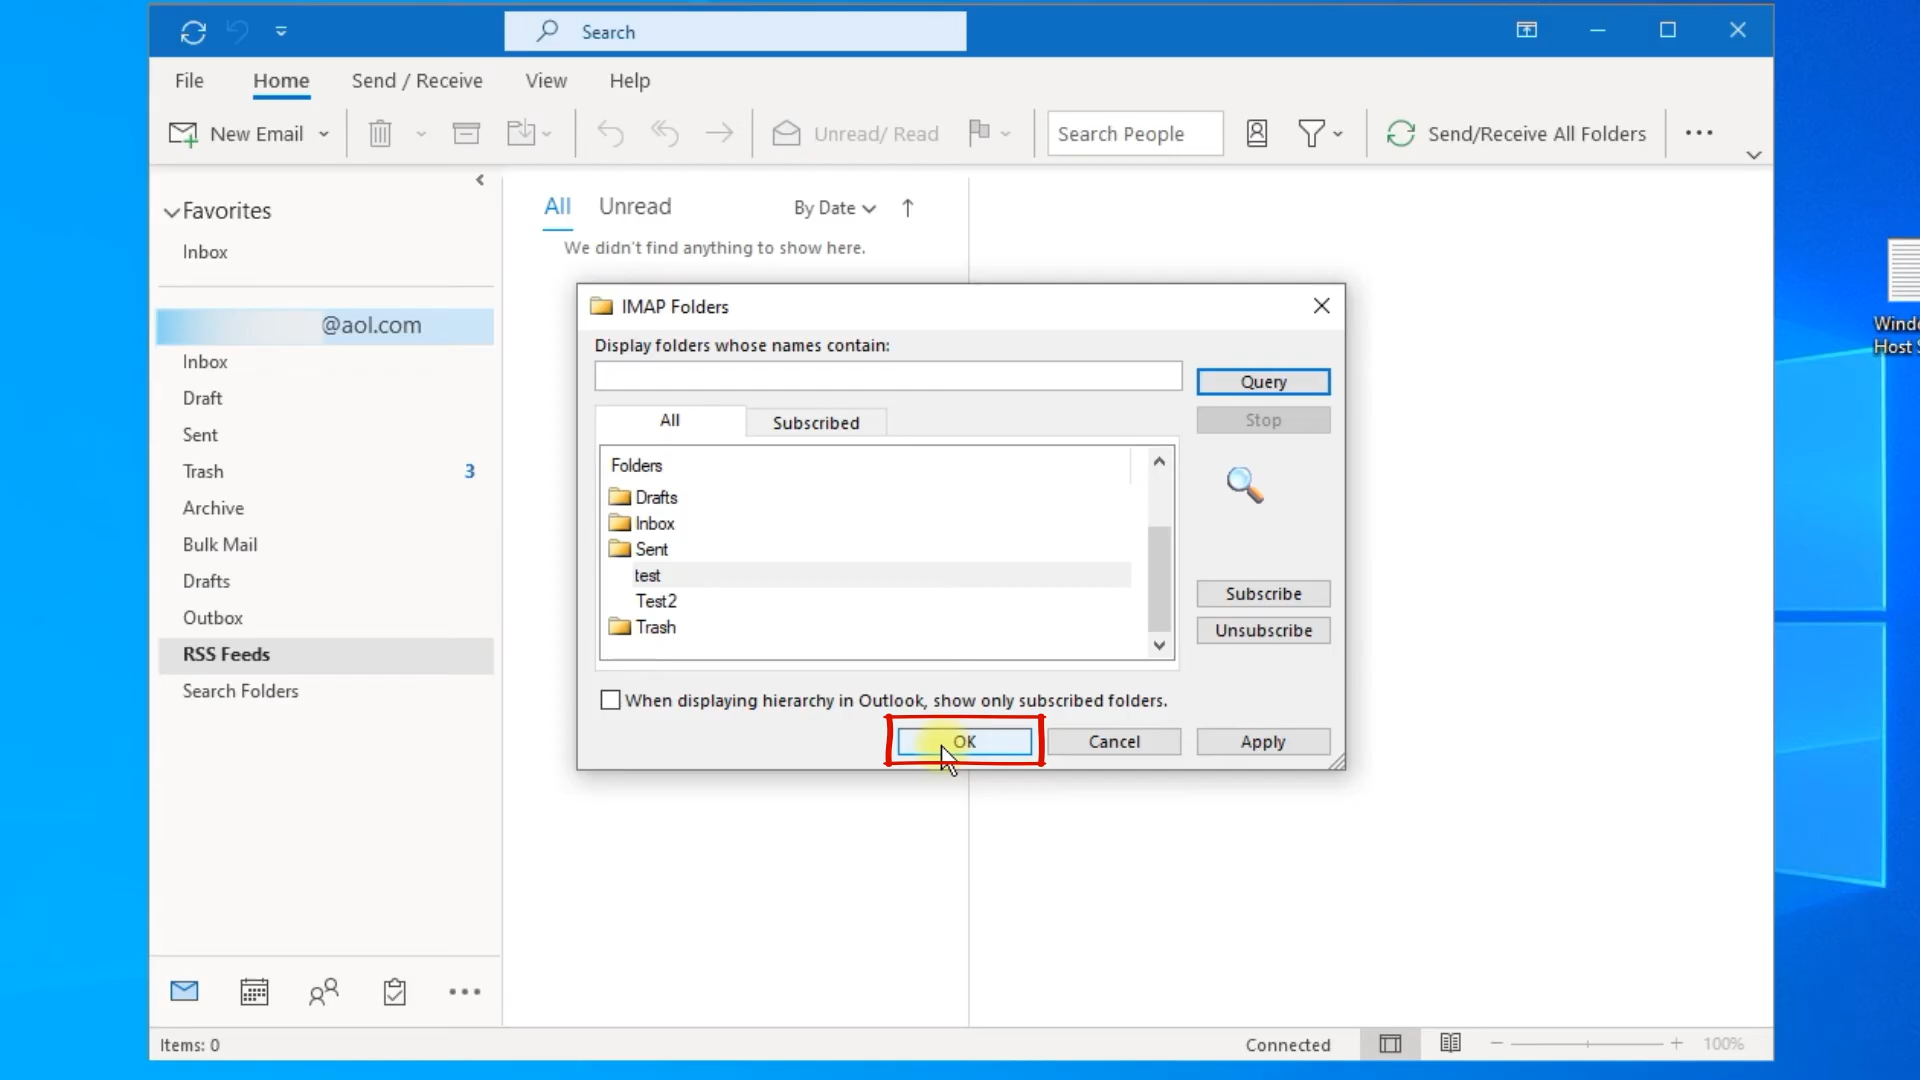 Search
File
Home
Send / Receive
View
Help
New Email
Unread/ Read
Search People
Send/Receive All Folders
Favorites
Inbox
@aol.com
Inbox
Draft
Sent
Trash 3
Archive
Bulk Mail
Drafts
Outbox
RSS Feeds
Search Folders
All
Unread
By Date
We didn't find anything to show here.
IMAP Folders
Display folders whose names contain:
Query
Stop
All
Subscribed
Folders
Drafts
Inbox
Sent
test
Test2
Trash
Subscribe
Unsubscribe
When displaying hierarchy in Outlook, show only subscribed folders.
OK
Cancel
Apply
Host
Items: 0
Connected
100%